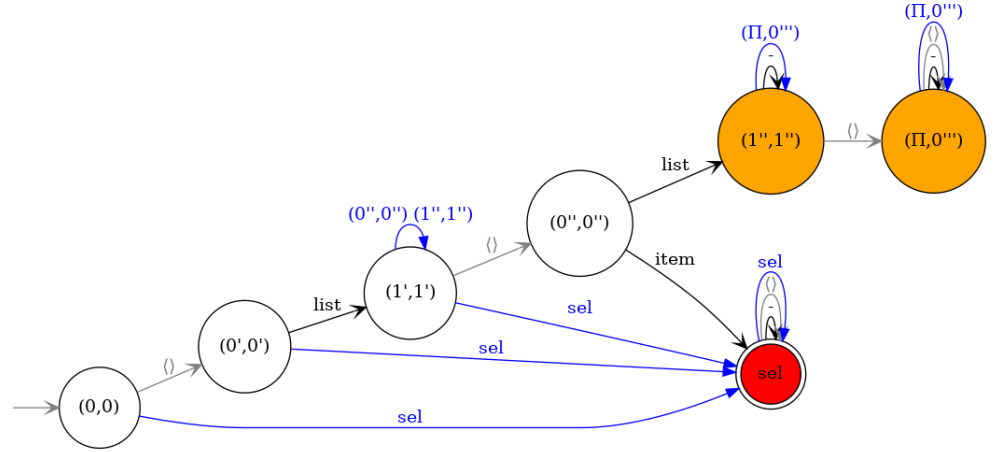 (Π,0''')
⟨⟩
-
(Π,0''')
(Π,0''')
-
(1'',1'')
⟨⟩
list
(0'',0'')
(0'',0'') (1'',1'')
⟨⟩
item
sel
⟨⟩
-
sel
(1',1')
sel
list
(0',0')
sel
⟨⟩
(0,0)
sel